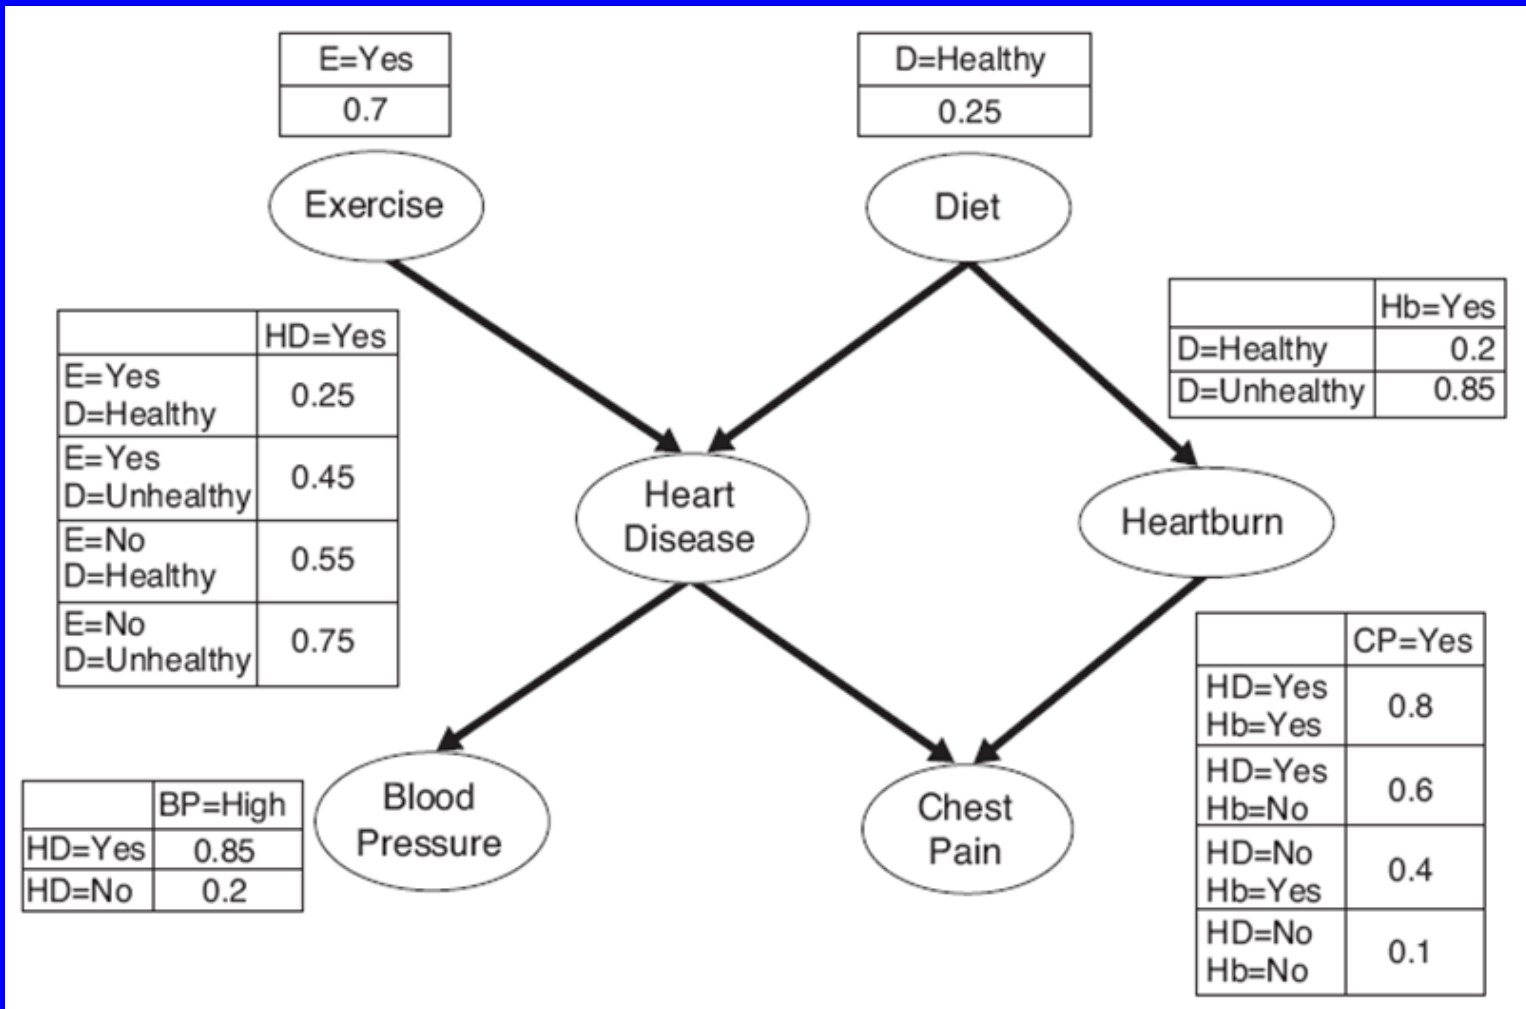 E=Yes
0.7
D=Healthy
0.25
Exercise
Diet
HD=Yes
E=Yes
D=Healthy
0.25
E=Yes
D=Unhealthy
0.45
E=No
D=Healthy
0.55
E=No
D=Unhealthy
0.75
Hb=Yes
D=Healthy 0.2
D=Unhealthy 0.85
Heart
Disease
Heartburn
BP=High
HD=Yes 0.85
HD=No 0.2
Blood
Pressure
Chest
Pain
CP=Yes
HD=Yes
Hb=Yes
0.8
HD=Yes
Hb=No
0.6
HD=No
Hb=Yes
0.4
HD=No
Hb=No
0.1